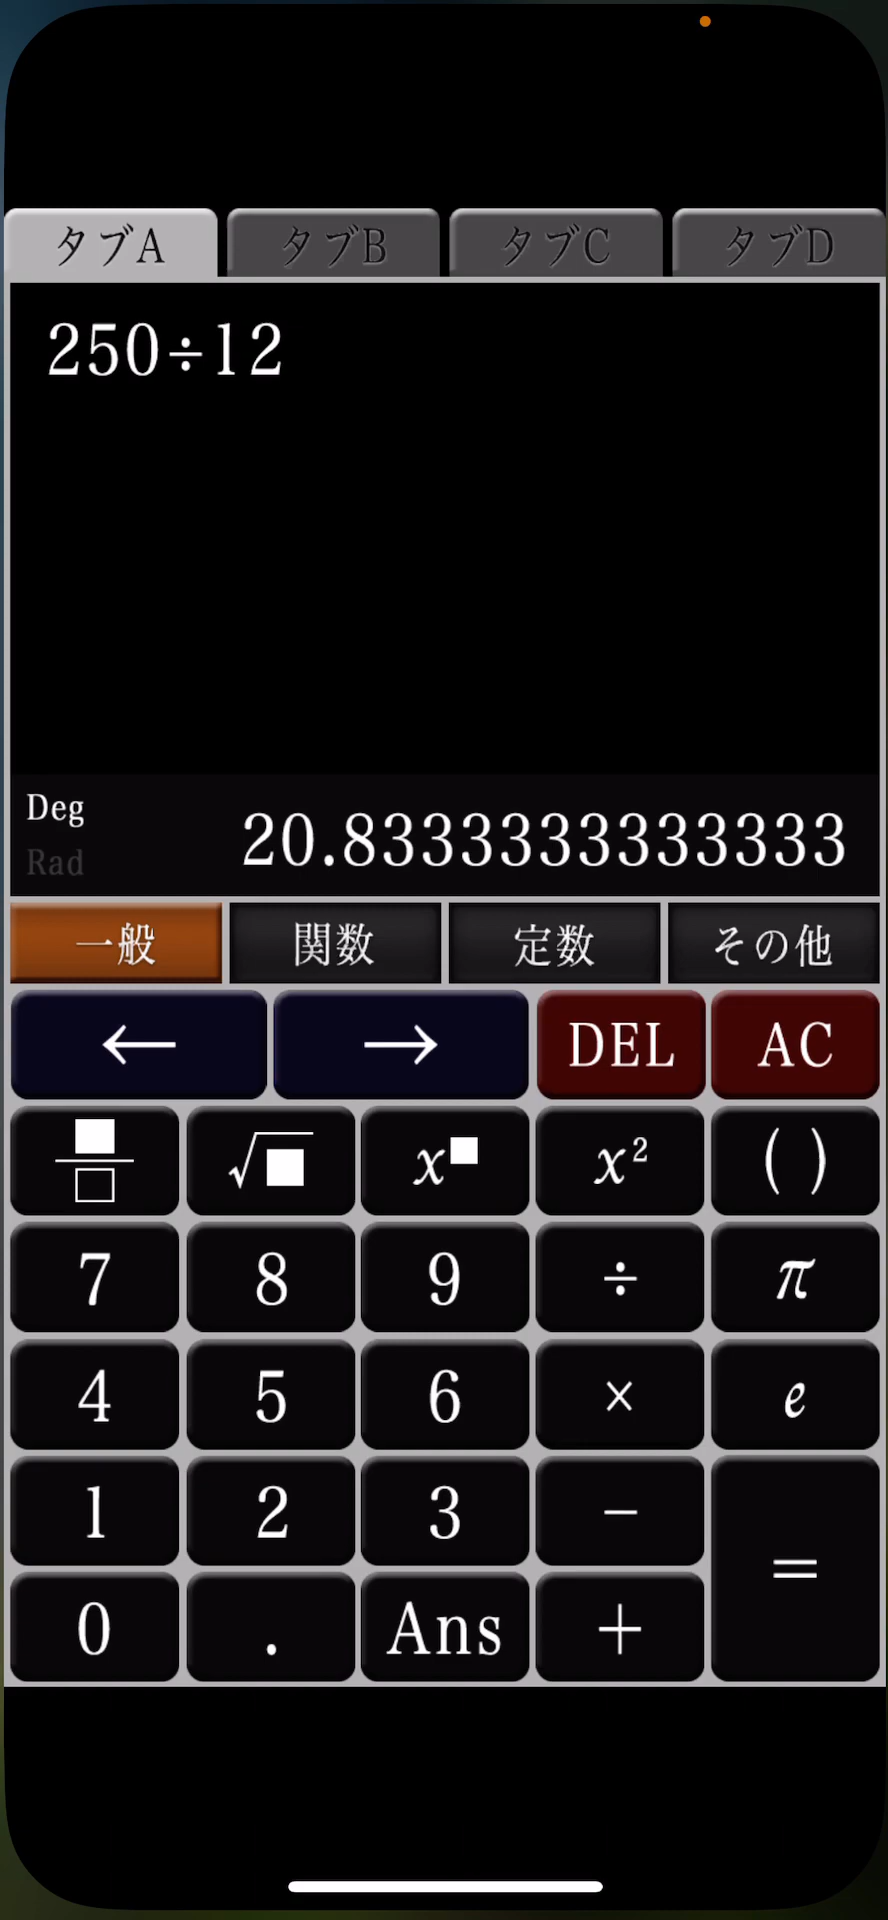 タブA タブB タブC タブD
250÷12
Deg
Rad
20.8333333333333
一般 関数 定数 その他
← → DEL AC
√ x x² ( )
7 8 9 ÷ π
4 5 6 × e
1 2 3 −
=
0 . Ans +